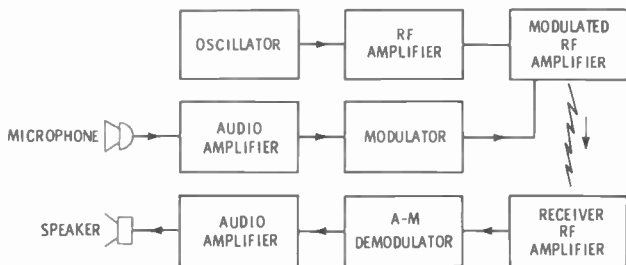 OSCILLATOR
RF
AMPLIFIER
MODULATED
RF
AMPLIFIER
MICROPHONE
AUDIO
AMPLIFIER
MODULATOR
SPEAKER
AUDIO
AMPLIFIER
A-M
DEMODULATOR
RECEIVER
RF
AMPLIFIER